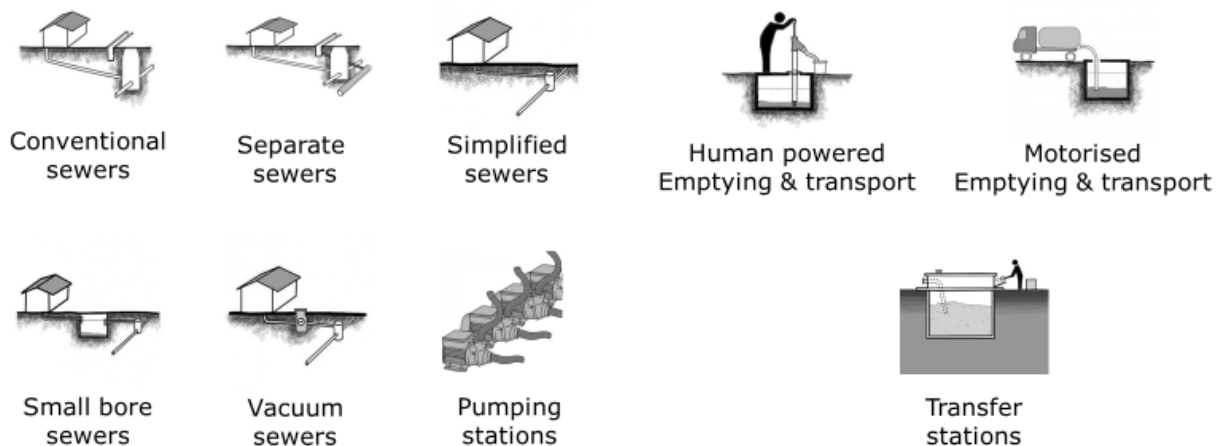 Conventional
sewers
Separate
sewers
Simplified
sewers
Human powered
Emptying & transport
Motorised
Emptying & transport
Small bore
sewers
Vacuum
sewers
Pumping
stations
Transfer
stations